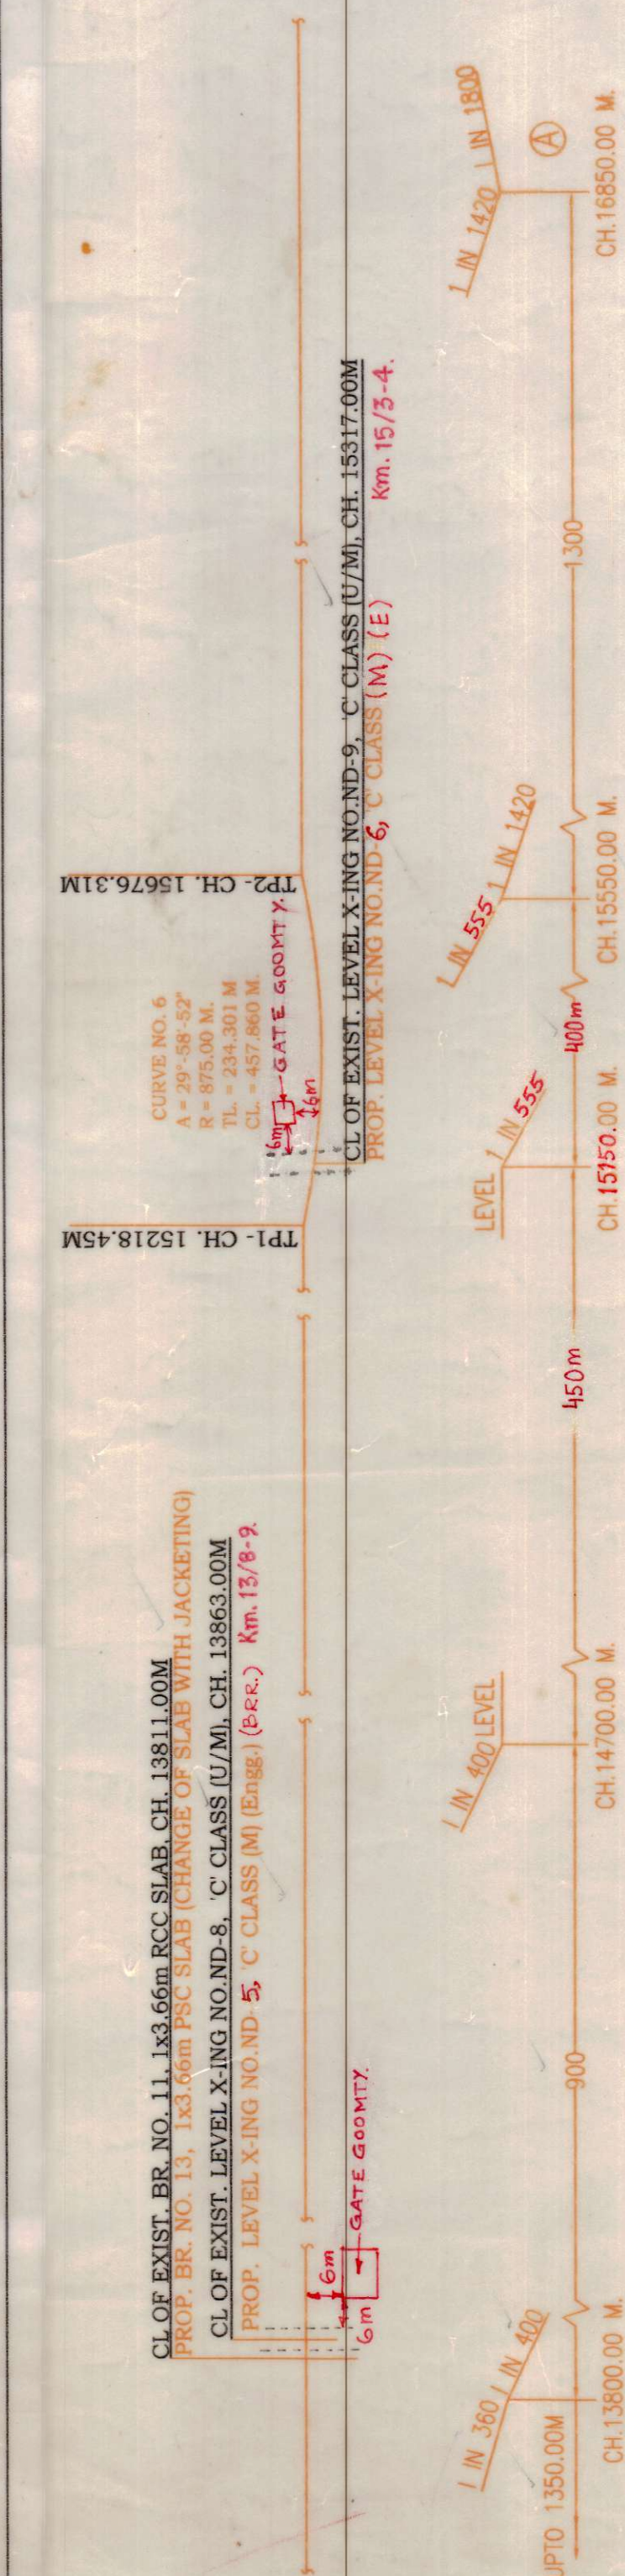 CL OF EXIST. BR. NO. 11, 1x3.66m RCC SLAB, CH. 13811.00M
PROP. BR. NO. 13, 1x3.66m PSC SLAB (CHANGE OF SLAB WITH JACKETING)
CL OF EXIST. LEVEL X-ING NO.ND-8, 'C' CLASS (U/M), CH. 13863.00M
PROP. LEVEL X-ING NO.ND-5, 'C' CLASS (M) (Engg.) (BRR.) Km. 13/8-9.
6m
6m
GATE GOOMTY.
TP1- CH. 15218.45M
CURVE NO. 6
A = 29°-58'-52"
R = 875.00 M.
TL. = 234.301 M
CL. = 457.860 M.
6m
GATE GOOMTY.
6m
TP2- CH. 15676.31M
CL OF EXIST. LEVEL X-ING NO.ND-9, 'C' CLASS (U/M), CH. 15317.00M
PROP. LEVEL X-ING NO.ND-6, 'C' CLASS (M) (E) Km. 15/3-4.
1 IN 360
1 IN 400
1 IN 400
LEVEL
LEVEL
1 IN 555
1 IN 555
1 IN 1420
1 IN 1420
1 IN 1800
A
1350.00M
900
450m
400m
1300
CH.13800.00 M.
CH.14700.00 M.
CH.15150.00 M.
CH.15550.00 M.
CH.16850.00 M.